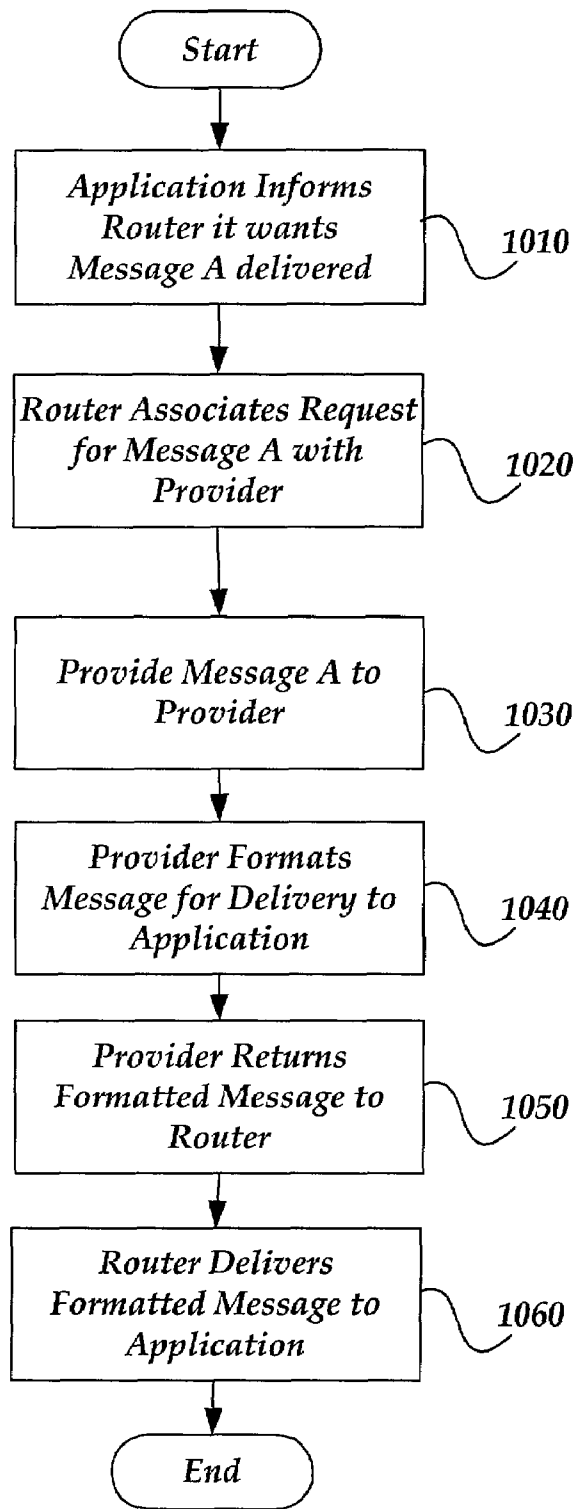 Start
Application Informs
Router it wants
Message A delivered
1010
Router Associates Request
for Message A with
Provider
1020
Provide Message A to
Provider
1030
Provider Formats
Message for Delivery to
Application
1040
Provider Returns
Formatted Message to
Router
1050
Router Delivers
Formatted Message to
Application
1060
End